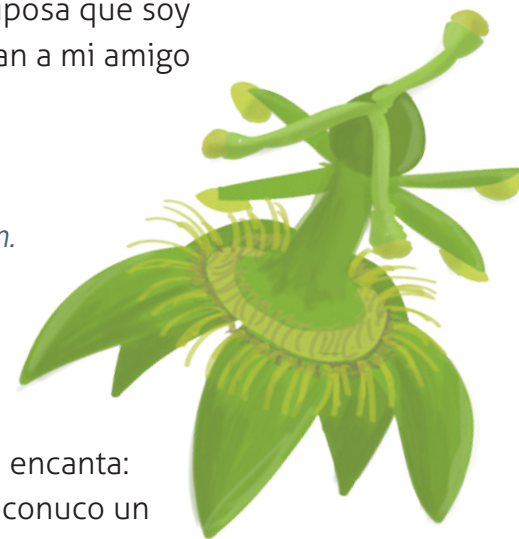 posa que soy
an a mi amigo
n.
encanta:
conuco un